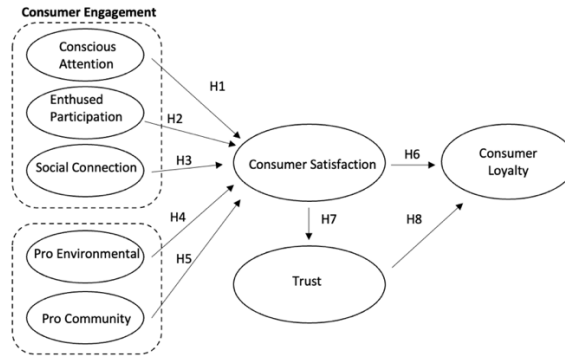 Consumer Engagement
Conscious
Attention
H1
Enthused
Participation
H2
Social Connection
H3
Consumer Satisfaction
H6
Consumer
Loyalty
H4
H7
H8
Pro Environmental
H5
Trust
Pro Community